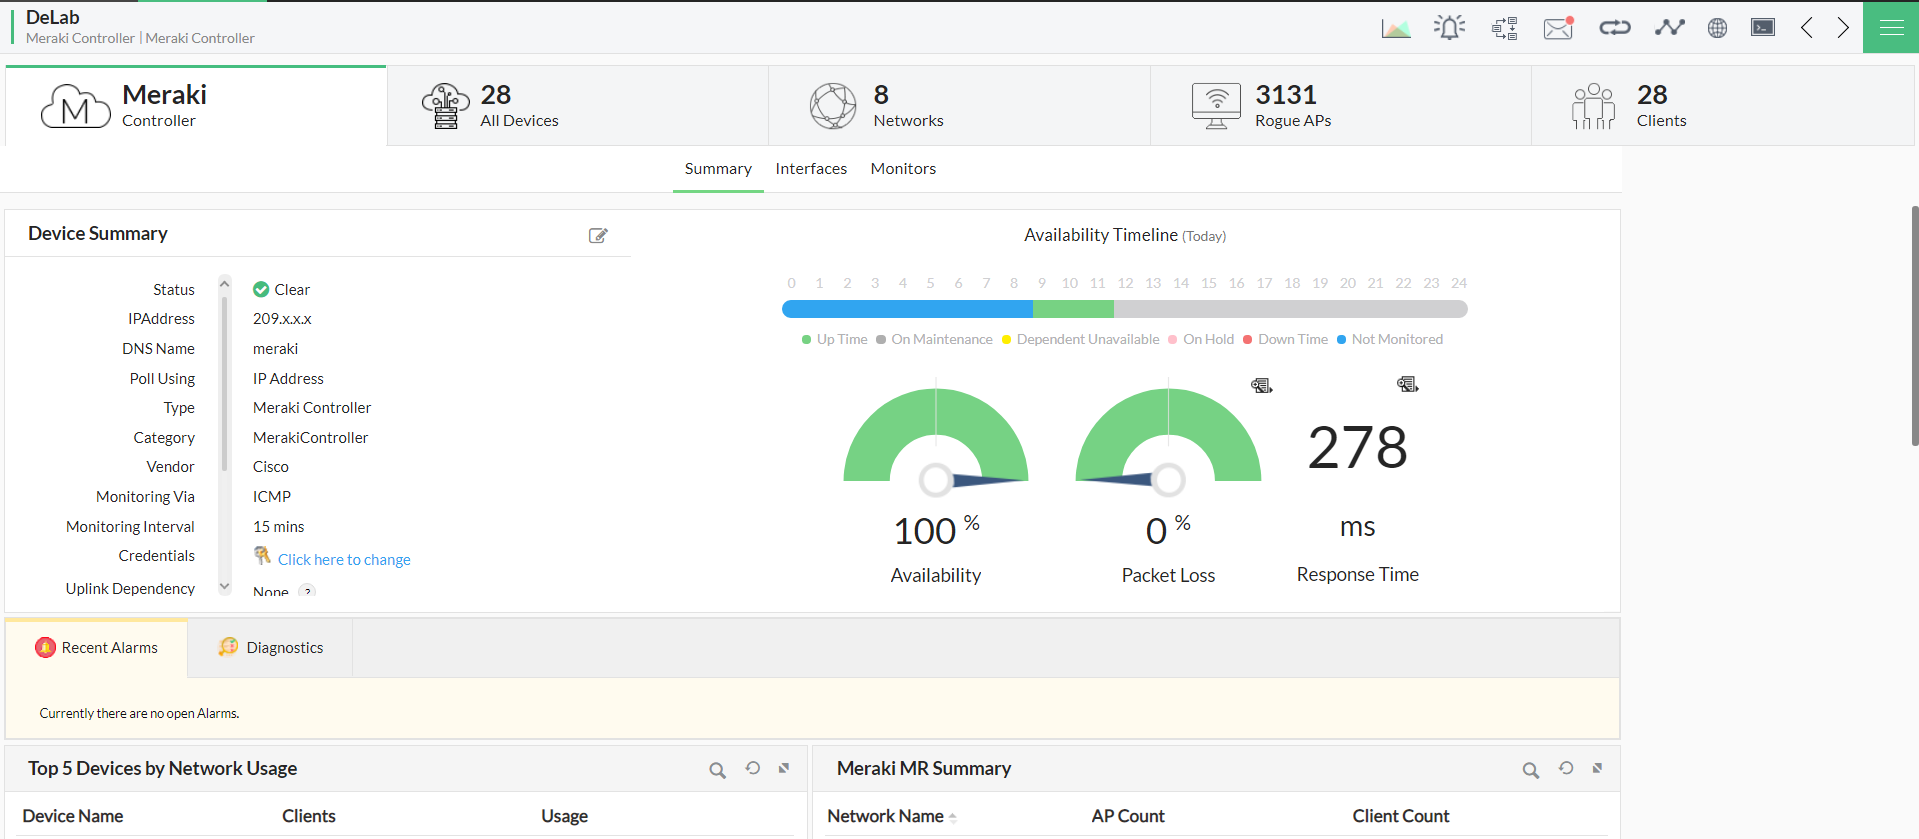 DeLab
Meraki Controller | Meraki Controller
Meraki
Controller
28
All Devices
8
Networks
3131
Rogue APs
28
Clients
Summary Interfaces Monitors
Device Summary
Status Clear
IPAddress 209.x.x.x
DNS Name meraki
Poll Using IP Address
Type Meraki Controller
Category MerakiController
Vendor Cisco
Monitoring Via ICMP
Monitoring Interval 15 mins
Credentials Click here to change
Uplink Dependency None ?
Availability Timeline (Today)
0 1 2 3 4 5 6 7 8 9 10 11 12 13 14 15 16 17 18 19 20 21 22 23 24
Up Time On Maintenance Dependent Unavailable On Hold Down Time Not Monitored
100 %
Availability
0 %
Packet Loss
278
ms
Response Time
Recent Alarms Diagnostics
Currently there are no open Alarms.
Top 5 Devices by Network Usage
Device Name Clients Usage
Meraki MR Summary
Network Name AP Count Client Count